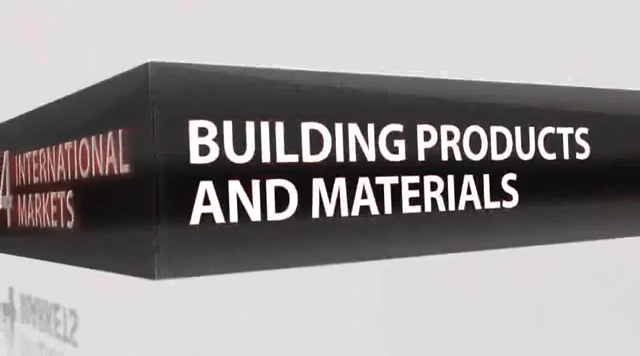 4 INTERNATIONAL
MARKETS
BUILDING PRODUCTS
AND MATERIALS